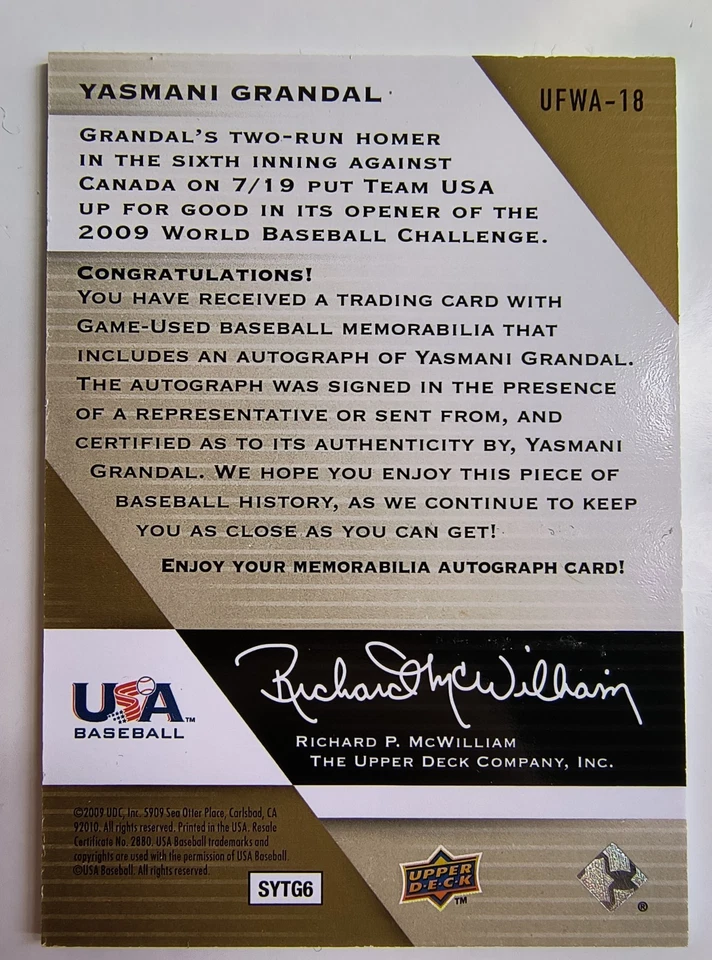 YASMANI GRANDAL
UFWA-18
GRANDAL'S TWO-RUN HOMER
IN THE SIXTH INNING AGAINST
CANADA ON 7/19 PUT TEAM USA
UP FOR GOOD IN ITS OPENER OF THE
2009 WORLD BASEBALL CHALLENGE.
CONGRATULATIONS!
YOU HAVE RECEIVED A TRADING CARD WITH
GAME-USED BASEBALL MEMORABILIA THAT
INCLUDES AN AUTOGRAPH OF YASMANI GRANDAL.
THE AUTOGRAPH WAS SIGNED IN THE PRESENCE
OF A REPRESENTATIVE OR SENT FROM, AND
CERTIFIED AS TO ITS AUTHENTICITY BY, YASMANI
GRANDAL. WE HOPE YOU ENJOY THIS PIECE OF
BASEBALL HISTORY, AS WE CONTINUE TO KEEP
YOU AS CLOSE AS YOU CAN GET!
ENJOY YOUR MEMORABILIA AUTOGRAPH CARD!
USA™
BASEBALL
Richard P. McWilliam
RICHARD P. MCWILLIAM
THE UPPER DECK COMPANY, INC.
©2009 UDC, Inc. 5909 Sea Otter Place, Carlsbad, CA
92010. All rights reserved. Printed in the USA. Resale
Certificate No. 2880. USA Baseball trademarks and
copyrights are used with the permission of USA Baseball.
©USA Baseball. All rights reserved.
SYTG6
UPPER
D·E·C·K
™
®